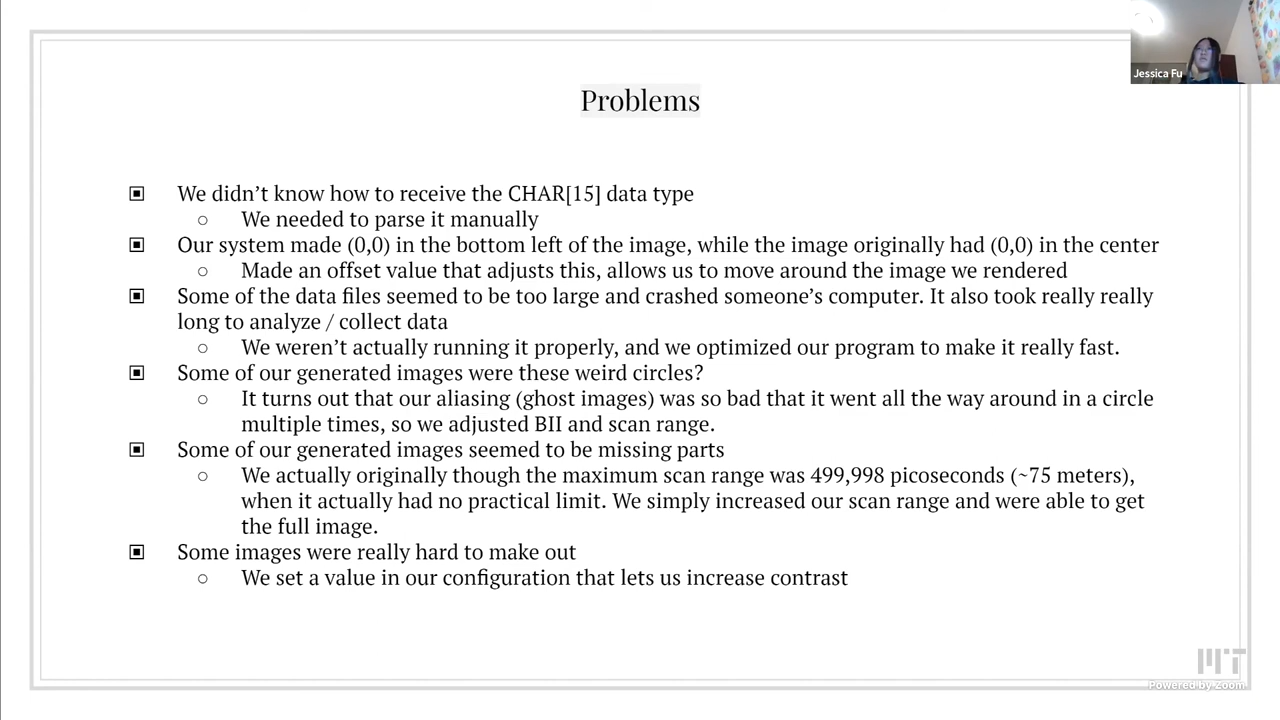 Jessica Fu
Problems
We didn't know how to receive the CHAR[15] data type
We needed to parse it manually
Our system made (0,0) in the bottom left of the image, while the image originally had (0,0) in the center
Made an offset value that adjusts this, allows us to move around the image we rendered
Some of the data files seemed to be too large and crashed someone's computer. It also took really really
long to analyze / collect data
We weren't actually running it properly, and we optimized our program to make it really fast.
Some of our generated images were these weird circles?
It turns out that our aliasing (ghost images) was so bad that it went all the way around in a circle
multiple times, so we adjusted BII and scan range.
Some of our generated images seemed to be missing parts
We actually originally though the maximum scan range was 499,998 picoseconds (~75 meters),
when it actually had no practical limit. We simply increased our scan range and were able to get
the full image.
Some images were really hard to make out
We set a value in our configuration that lets us increase contrast
MIT
Powered by Zoom